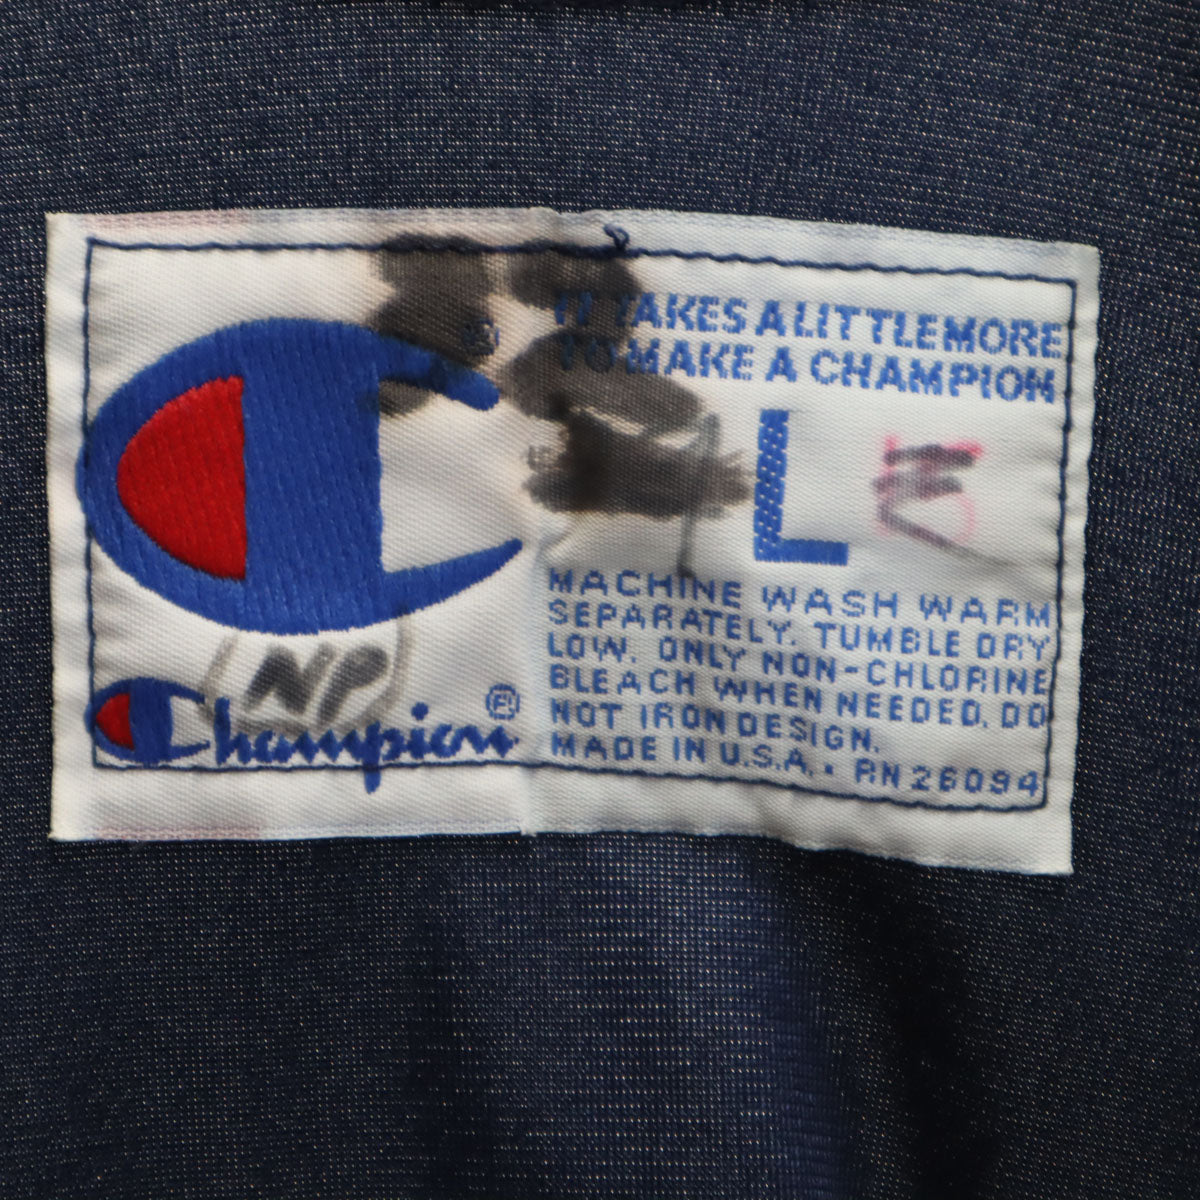 IT TAKES A LITTLE MORE
TO MAKE A CHAMPION
L
MACHINE WASH WARM
SEPARATELY. TUMBLE DRY
LOW. ONLY NON-CHLORINE
BLEACH WHEN NEEDED. DO
NOT IRON DESIGN.
MADE IN U.S.A. • RN 26094
NP
Champion®